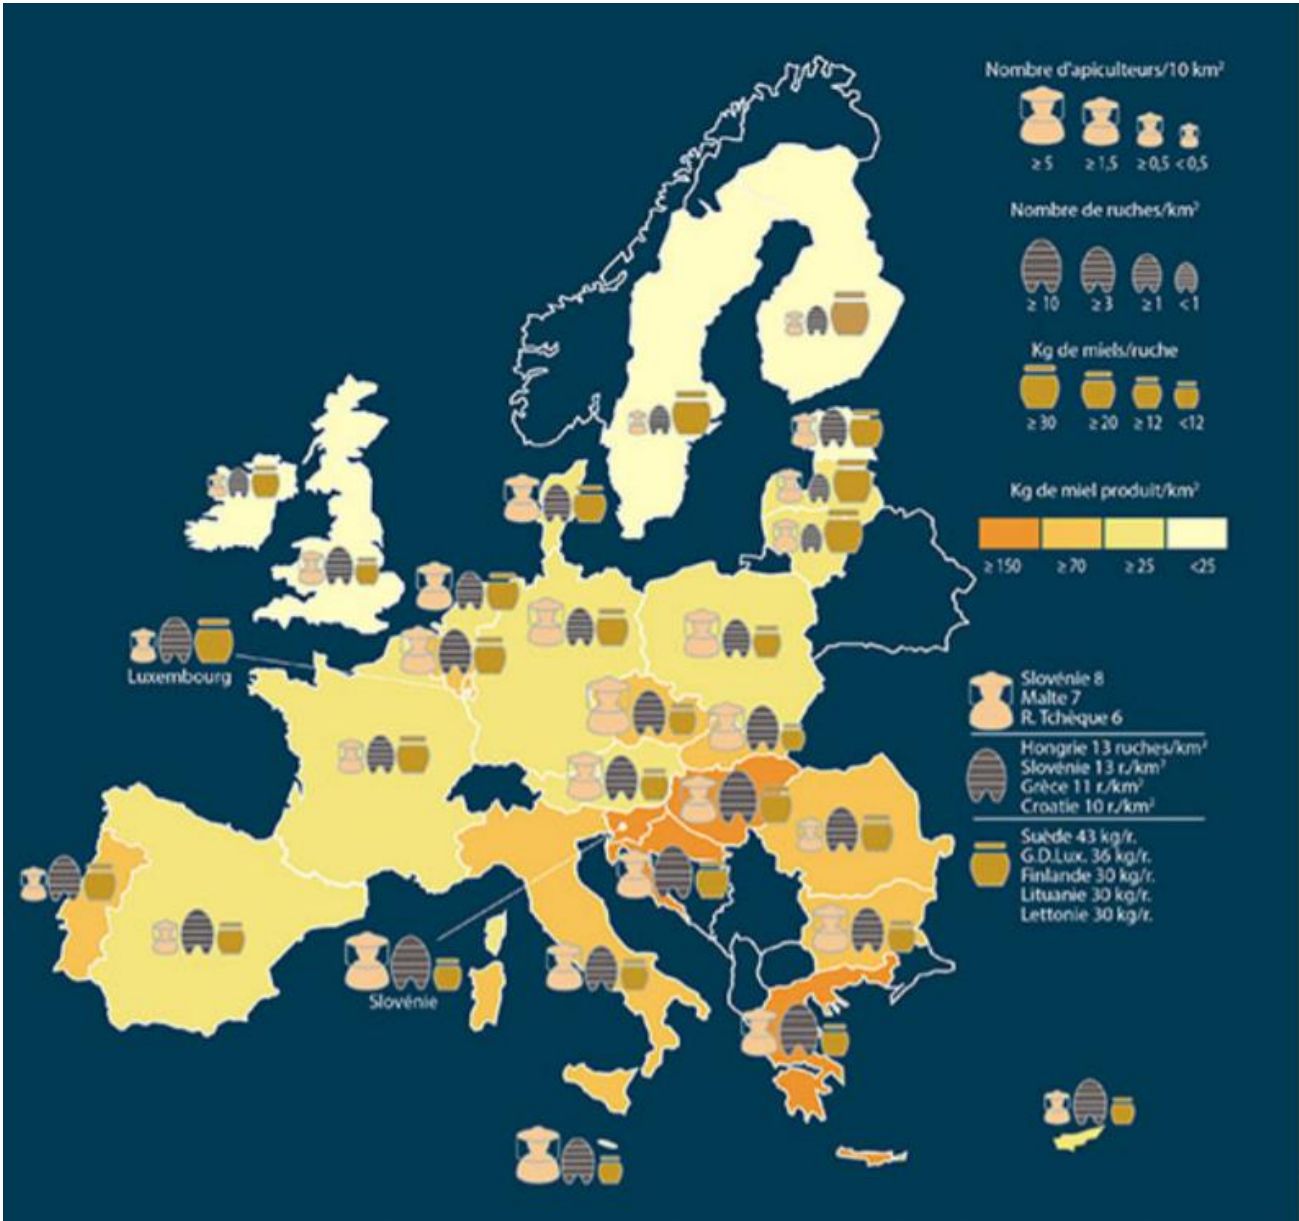 Nombre d'apiculteurs/10 km²
≥ 5 ≥ 1,5 ≥ 0,5 < 0,5
Nombre de ruches/km²
≥ 10 ≥ 3 ≥ 1 < 1
Kg de miels/ruche
≥ 30 ≥ 20 ≥ 12 <12
Kg de miel produit/km²
≥ 150 ≥ 70 ≥ 25 <25
Luxembourg
Slovénie 8
Malte 7
R. Tchèque 6
Hongrie 13 ruches/km²
Slovénie 13 r./km²
Grèce 11 r./km²
Croatie 10 r./km²
Suède 43 kg/r.
G.D.Lux. 36 kg/r.
Finlande 30 kg/r.
Lituanie 30 kg/r.
Lettonie 30 kg/r.
Slovénie